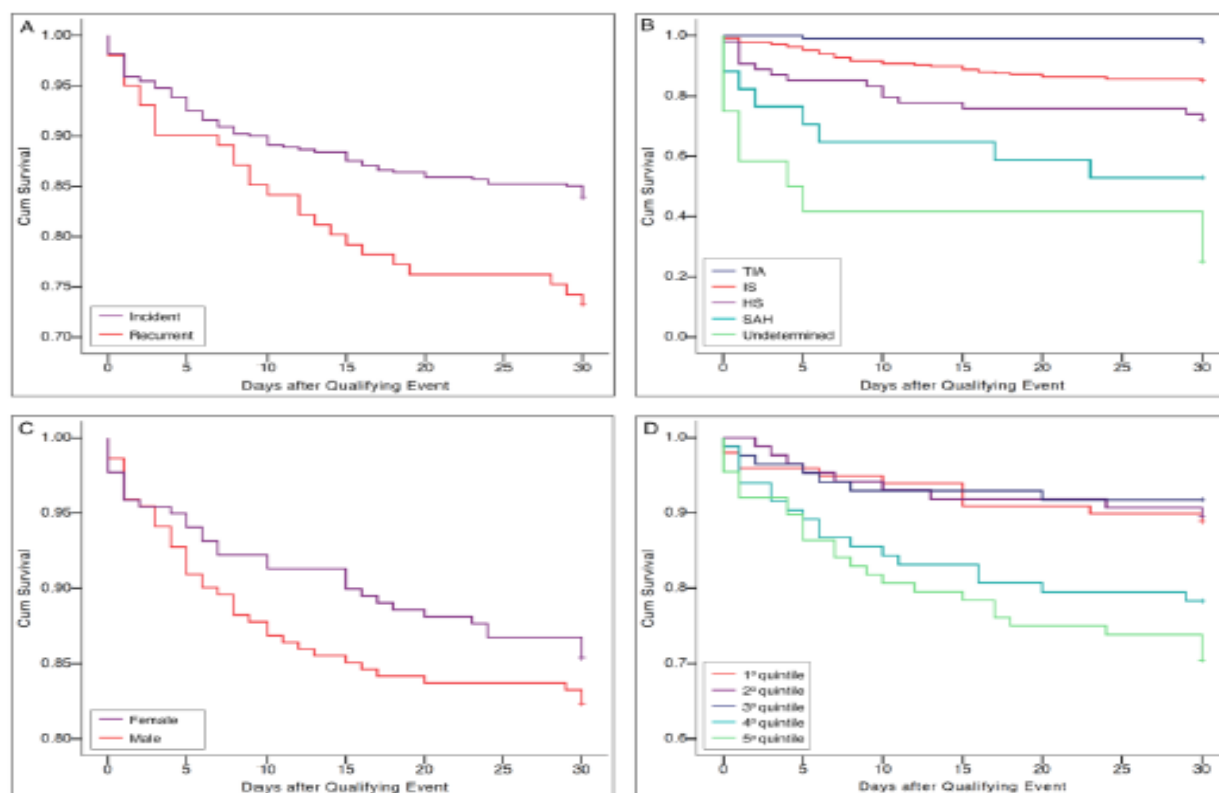 A
1.00
0.95
0.90
0.85
0.80
0.75
0.70
Cum Survival
Incident
Recurrent
0 5 10 15 20 25 30
Days after Qualifying Event
B
1.0
0.8
0.6
0.4
0.2
0.0
Cum Survival
TIA
IS
HS
SAH
Undetermined
0 5 10 15 20 25 30
Days after Qualifying Event
C
1.00
0.95
0.90
0.85
0.80
Cum Survival
Female
Male
0 5 10 15 20 25 30
Days after Qualifying Event
D
1.0
0.9
0.8
0.7
0.6
Cum Survival
1º quintile
2º quintile
3º quintile
4º quintile
5º quintile
0 5 10 15 20 25 30
Days after Qualifying Event